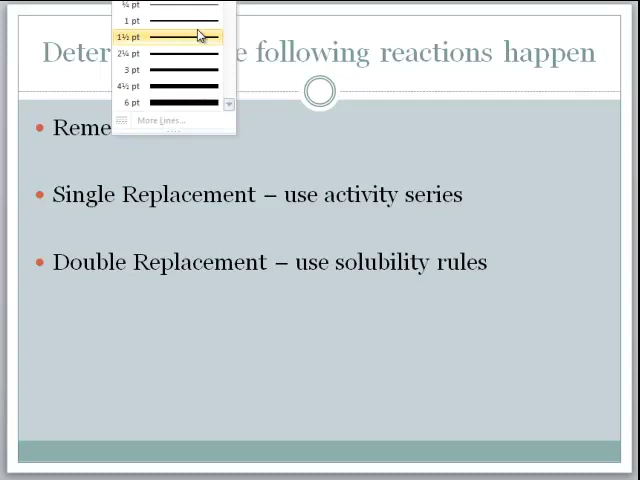 Deter e following reactions happen
¼ pt
1 pt
1½ pt
2¼ pt
3 pt
4½ pt
6 pt
More Lines...
• Reme
• Single Replacement – use activity series
• Double Replacement – use solubility rules